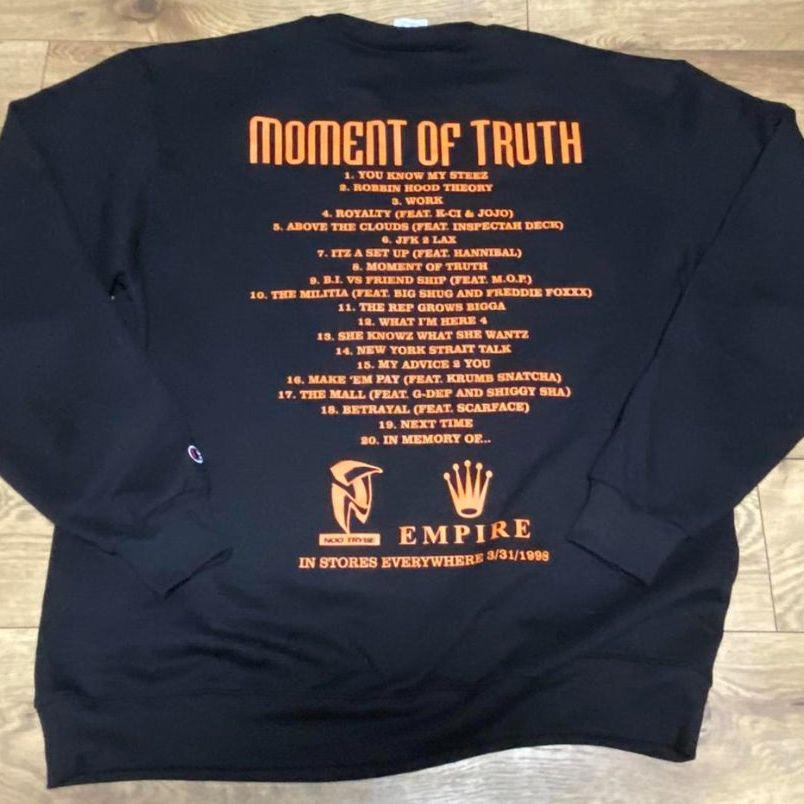 MOMENT OF TRUTH
1. YOU KNOW MY STEEZ
2. ROBBIN HOOD THEORY
3. WORK
4. ROYALTY (FEAT. K-CI & JOJO)
5. ABOVE THE CLOUDS (FEAT. INSPECTAH DECK)
6. JFK 2 LAX
7. ITZ A SET UP (FEAT. HANNIBAL)
8. MOMENT OF TRUTH
9. B.I. VS FRIEND SHIP (FEAT. M.O.P.)
10. THE MILITIA (FEAT. BIG SHUG AND FREDDIE FOXXX)
11. THE REP GROWS BIGGA
12. WHAT I'M HERE 4
13. SHE KNOWZ WHAT SHE WANTZ
14. NEW YORK STRAIT TALK
15. MY ADVICE 2 YOU
16. MAKE 'EM PAY (FEAT. KRUMB SNATCHA)
17. THE MALL (FEAT. G-DEP AND SHIGGY SHA)
18. BETRAYAL (FEAT. SCARFACE)
19. NEXT TIME
20. IN MEMORY OF...
NOO TRYBE
EMPIRE
IN STORES EVERYWHERE 3/31/1998